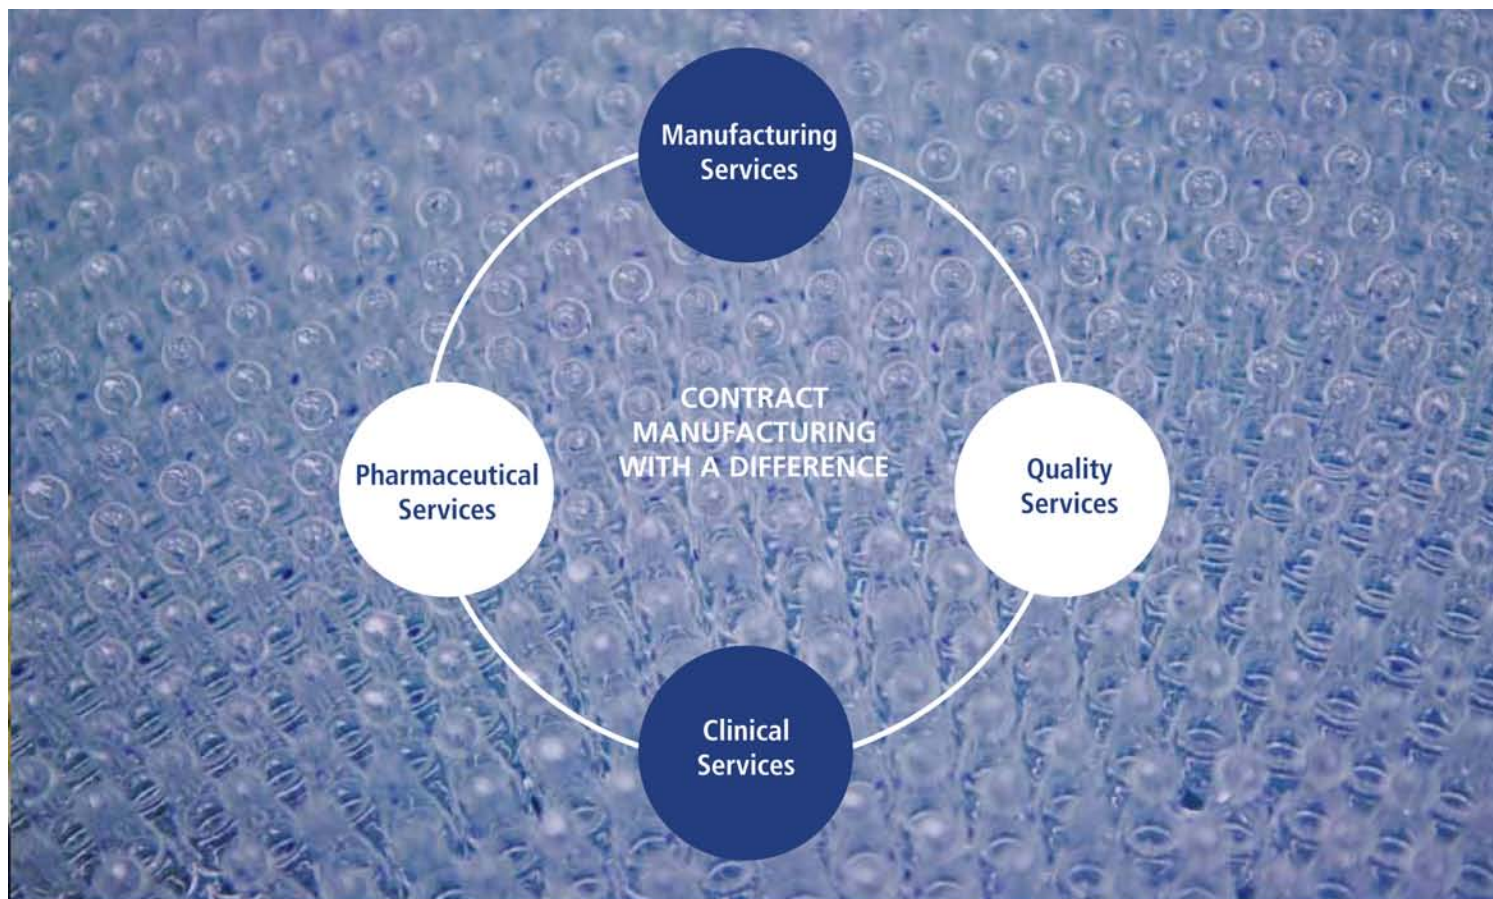 Manufacturing
Services
CONTRACT
MANUFACTURING
WITH A DIFFERENCE
Pharmaceutical
Services
Quality
Services
Clinical
Services